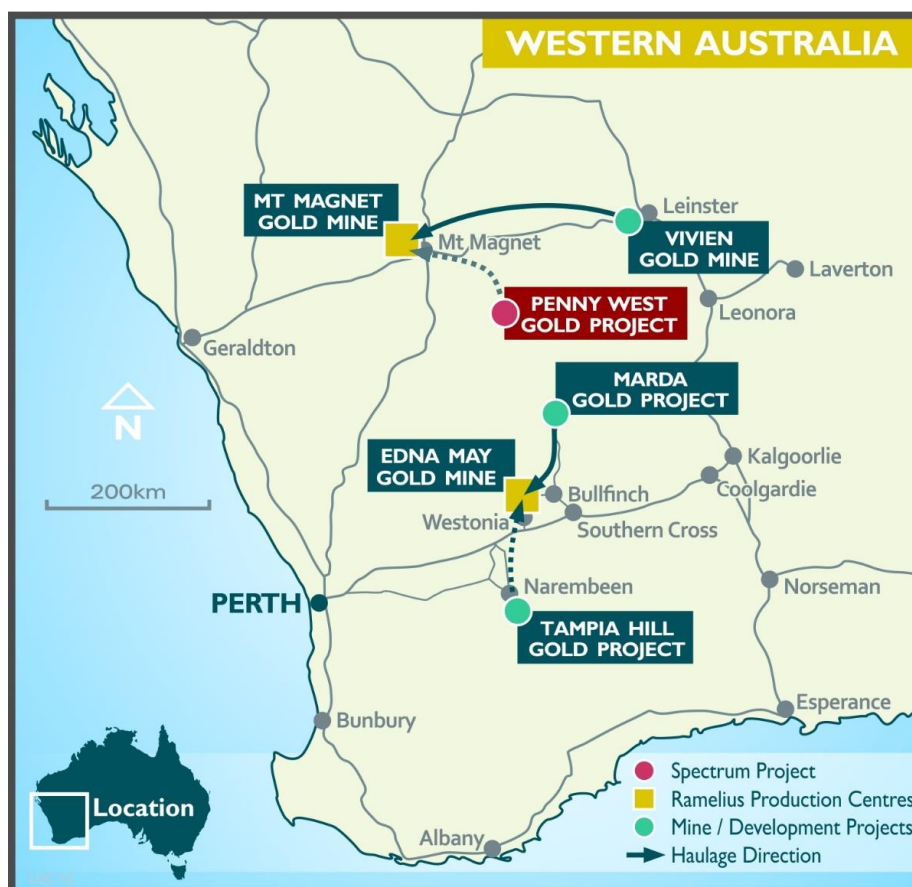 WESTERN AUSTRALIA
MT MAGNET
GOLD MINE
Leinster
Mt Magnet
VIVIEN
GOLD MINE
Laverton
PENNY WEST
GOLD PROJECT
Leonora
Geraldton
MARDA
GOLD PROJECT
N
EDNA MAY
GOLD MINE
Kalgoorlie
200km
Bullfinch
Coolgardie
Westonia
Southern Cross
Narembeen
Norseman
PERTH
TAMPIA HILL
GOLD PROJECT
Esperance
Bunbury
Location
Spectrum Project
Ramelius Production Centres
Mine / Development Projects
Haulage Direction
Albany